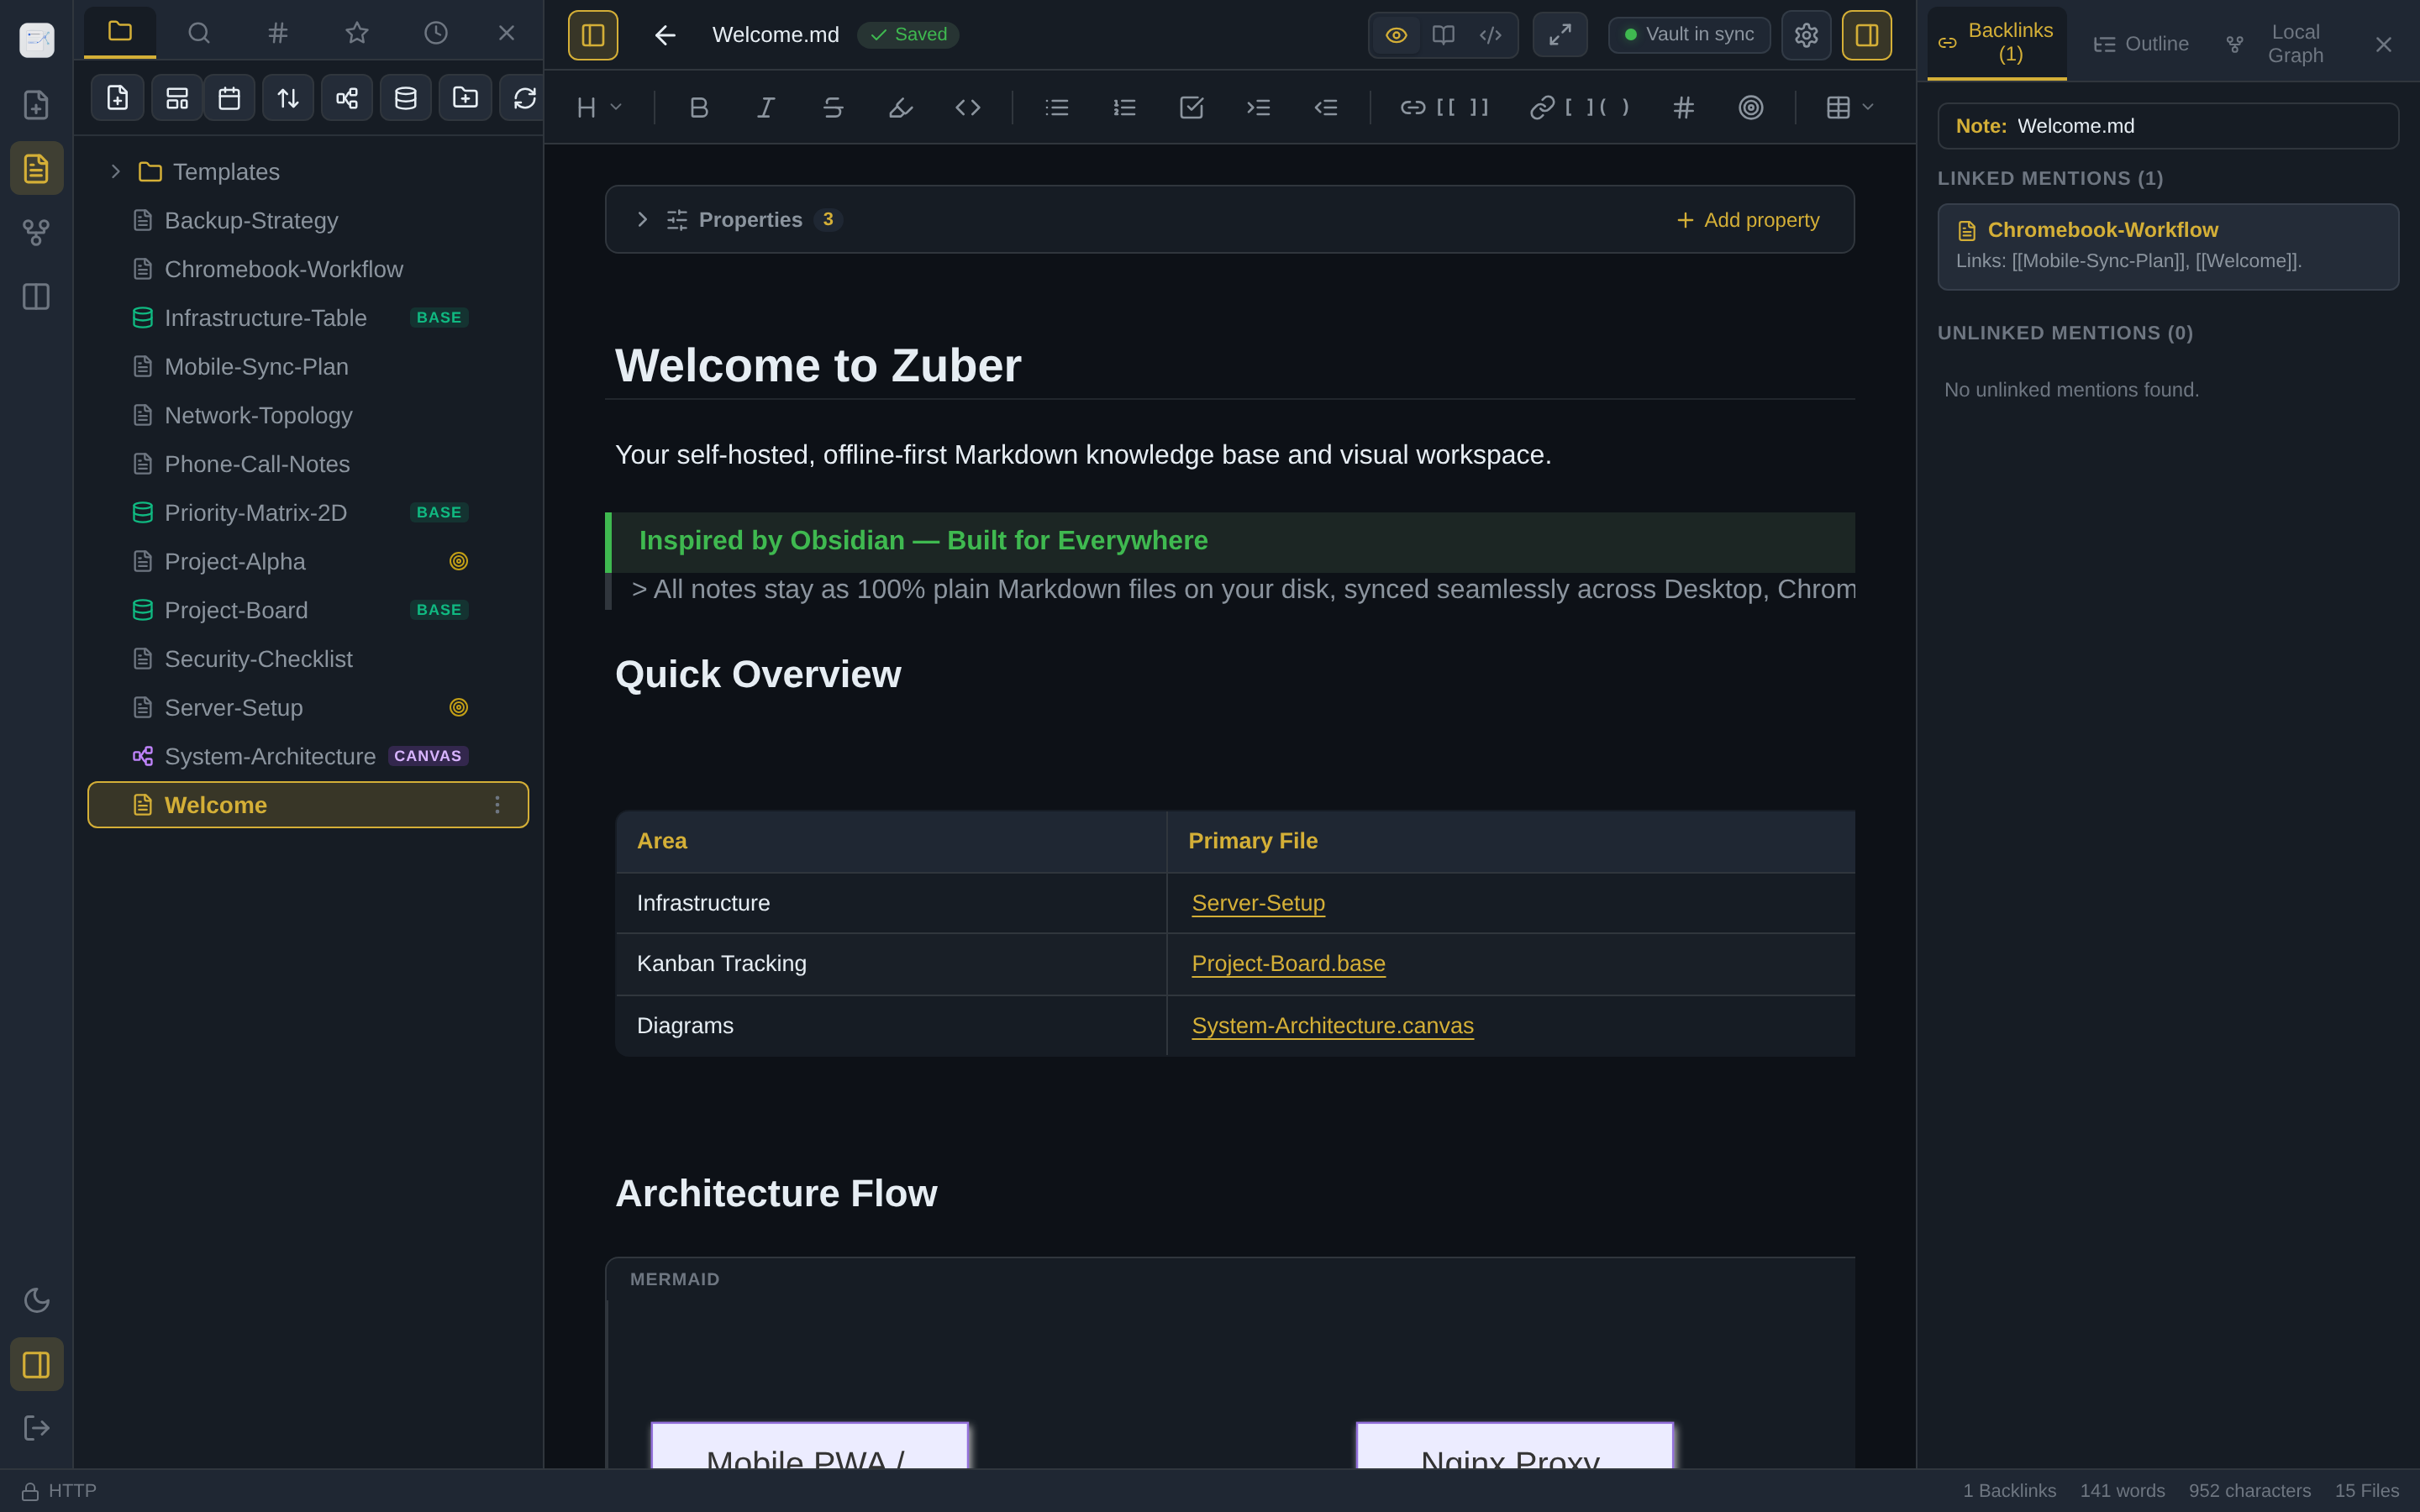 Welcome.md
Saved
Vault in sync
Backlinks
(1)
Outline
Local
Graph
[[ ]]
[ ]( )
Templates
Backup-Strategy
Chromebook-Workflow
Infrastructure-Table BASE
Mobile-Sync-Plan
Network-Topology
Phone-Call-Notes
Priority-Matrix-2D BASE
Project-Alpha
Project-Board BASE
Security-Checklist
Server-Setup
System-Architecture CANVAS
Welcome
Properties 3
Add property
Welcome to Zuber
Your self-hosted, offline-first Markdown knowledge base and visual workspace.
Inspired by Obsidian — Built for Everywhere
> All notes stay as 100% plain Markdown files on your disk, synced seamlessly across Desktop, Chrom
Quick Overview
Area Primary File
Infrastructure Server-Setup
Kanban Tracking Project-Board.base
Diagrams System-Architecture.canvas
Architecture Flow
MERMAID
Mobile PWA / Nginx Proxy
Note: Welcome.md
LINKED MENTIONS (1)
Chromebook-Workflow
Links: [[Mobile-Sync-Plan]], [[Welcome]].
UNLINKED MENTIONS (0)
No unlinked mentions found.
HTTP
1 Backlinks 141 words 952 characters 15 Files